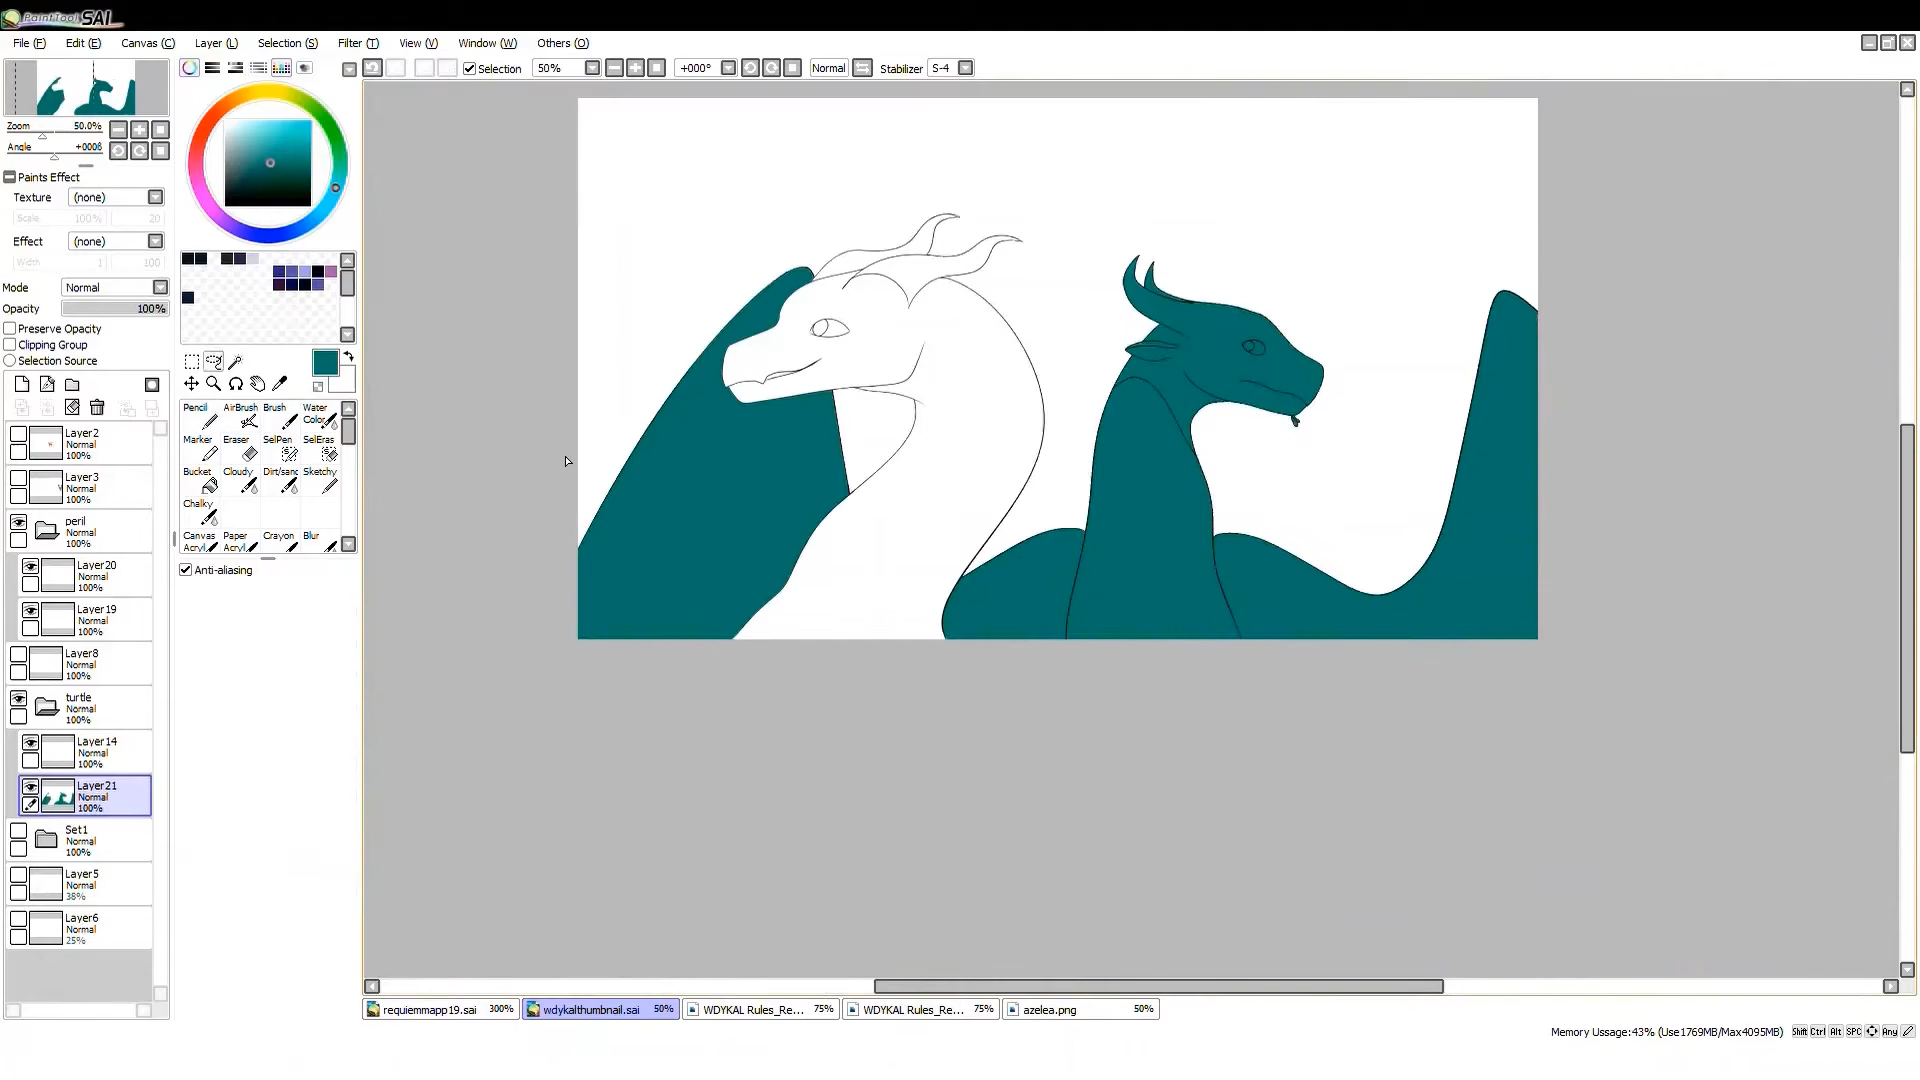 PaintTool SAI
File (F) Edit (E) Canvas (C) Layer (L) Selection (S) Filter (T) View (V) Window (W) Others (O)
Selection 50% +000° Normal Stabilizer S-4
Zoom 50.0%
Angle +000°
Paints Effect
Texture (none)
Scale 100% 20
Effect (none)
Width 1 100
Mode Normal
Opacity 100%
Preserve Opacity
Clipping Group
Selection Source
Layer2
Normal
100%
Layer3
Normal
100%
peril
Normal
100%
Layer20
Normal
100%
Layer19
Normal
100%
Layer8
Normal
100%
turtle
Normal
100%
Layer14
Normal
100%
Layer21
Normal
100%
Set1
Normal
100%
Layer5
Normal
38%
Layer6
Normal
25%
Pencil AirBrush Brush Water
Color
Marker Eraser SelPen SelEras
Bucket Cloudy Dirt/sand Sketchy
Chalky
Canvas Paper Crayon Blur
Acryl Acryl
Anti-aliasing
requiemmapp19.sai 300% wdykalthumbnail.sai 50% WDYKAL Rules_Re... 75% WDYKAL Rules_Re... 75% azelea.png 50%
Memory Ussage:43% (Use1769MB/Max4095MB) Shift Ctrl Alt SPC Any